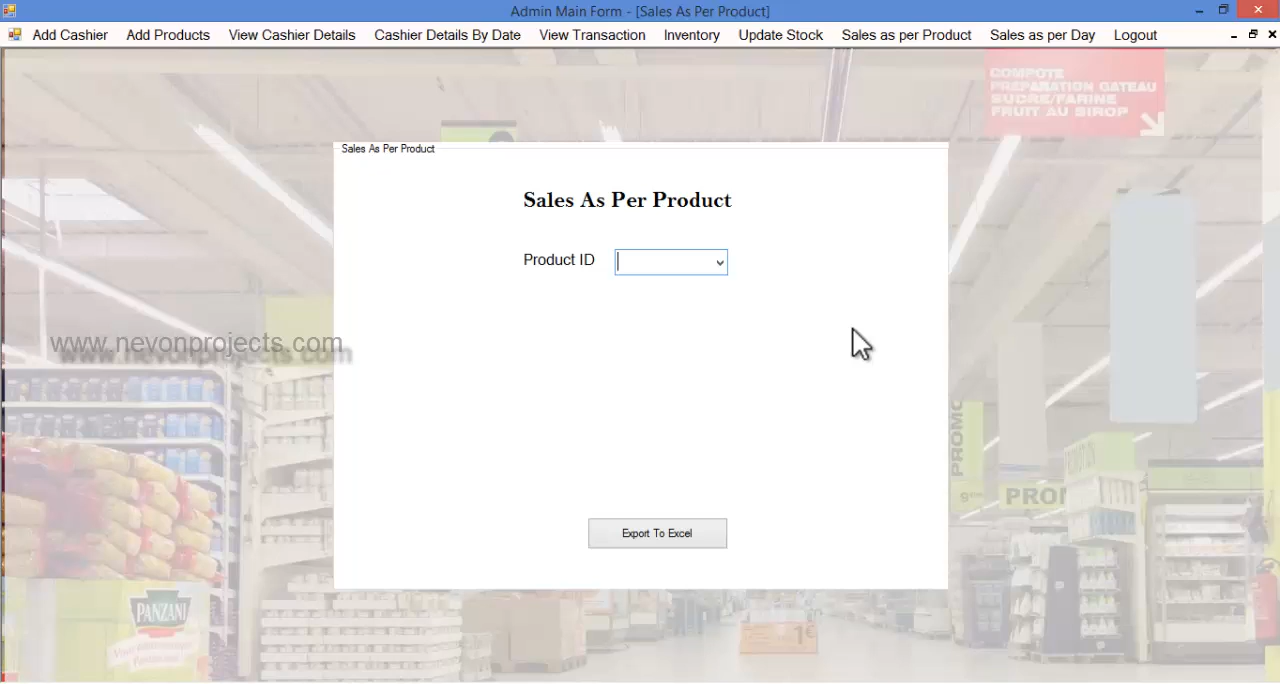 Admin Main Form - [Sales As Per Product]
Add Cashier Add Products View Cashier Details Cashier Details By Date View Transaction Inventory Update Stock Sales as per Product Sales as per Day Logout
COMPOTE
PREPARATION GATEAU
SUCRE/FARINE
FRUIT AU SIROP
Sales As Per Product
Sales As Per Product
Product ID
www.nevonprojects.com
PROMO
PROMOTION
PRO
Export To Excel
PANZANI
1€